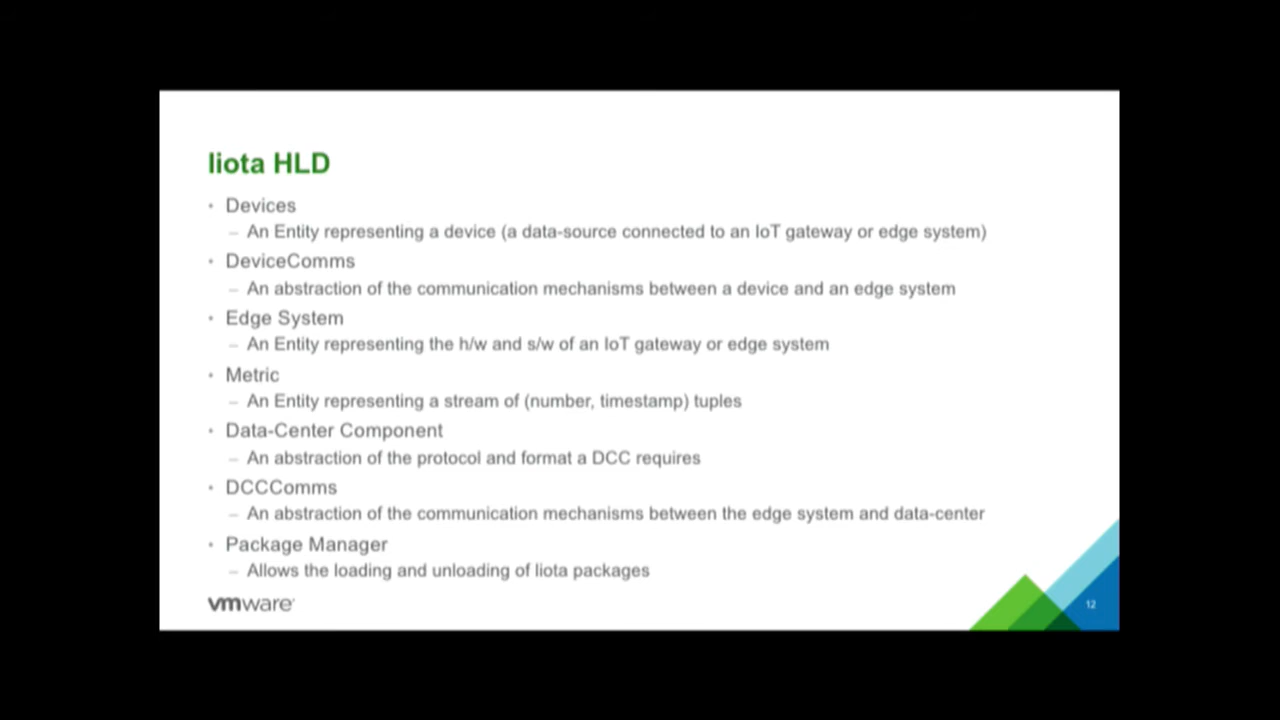 liota HLD
• Devices
– An Entity representing a device (a data-source connected to an IoT gateway or edge system)
• DeviceComms
– An abstraction of the communication mechanisms between a device and an edge system
• Edge System
– An Entity representing the h/w and s/w of an IoT gateway or edge system
• Metric
– An Entity representing a stream of (number, timestamp) tuples
• Data-Center Component
– An abstraction of the protocol and format a DCC requires
• DCCComms
– An abstraction of the communication mechanisms between the edge system and data-center
• Package Manager
– Allows the loading and unloading of liota packages
vmware
12